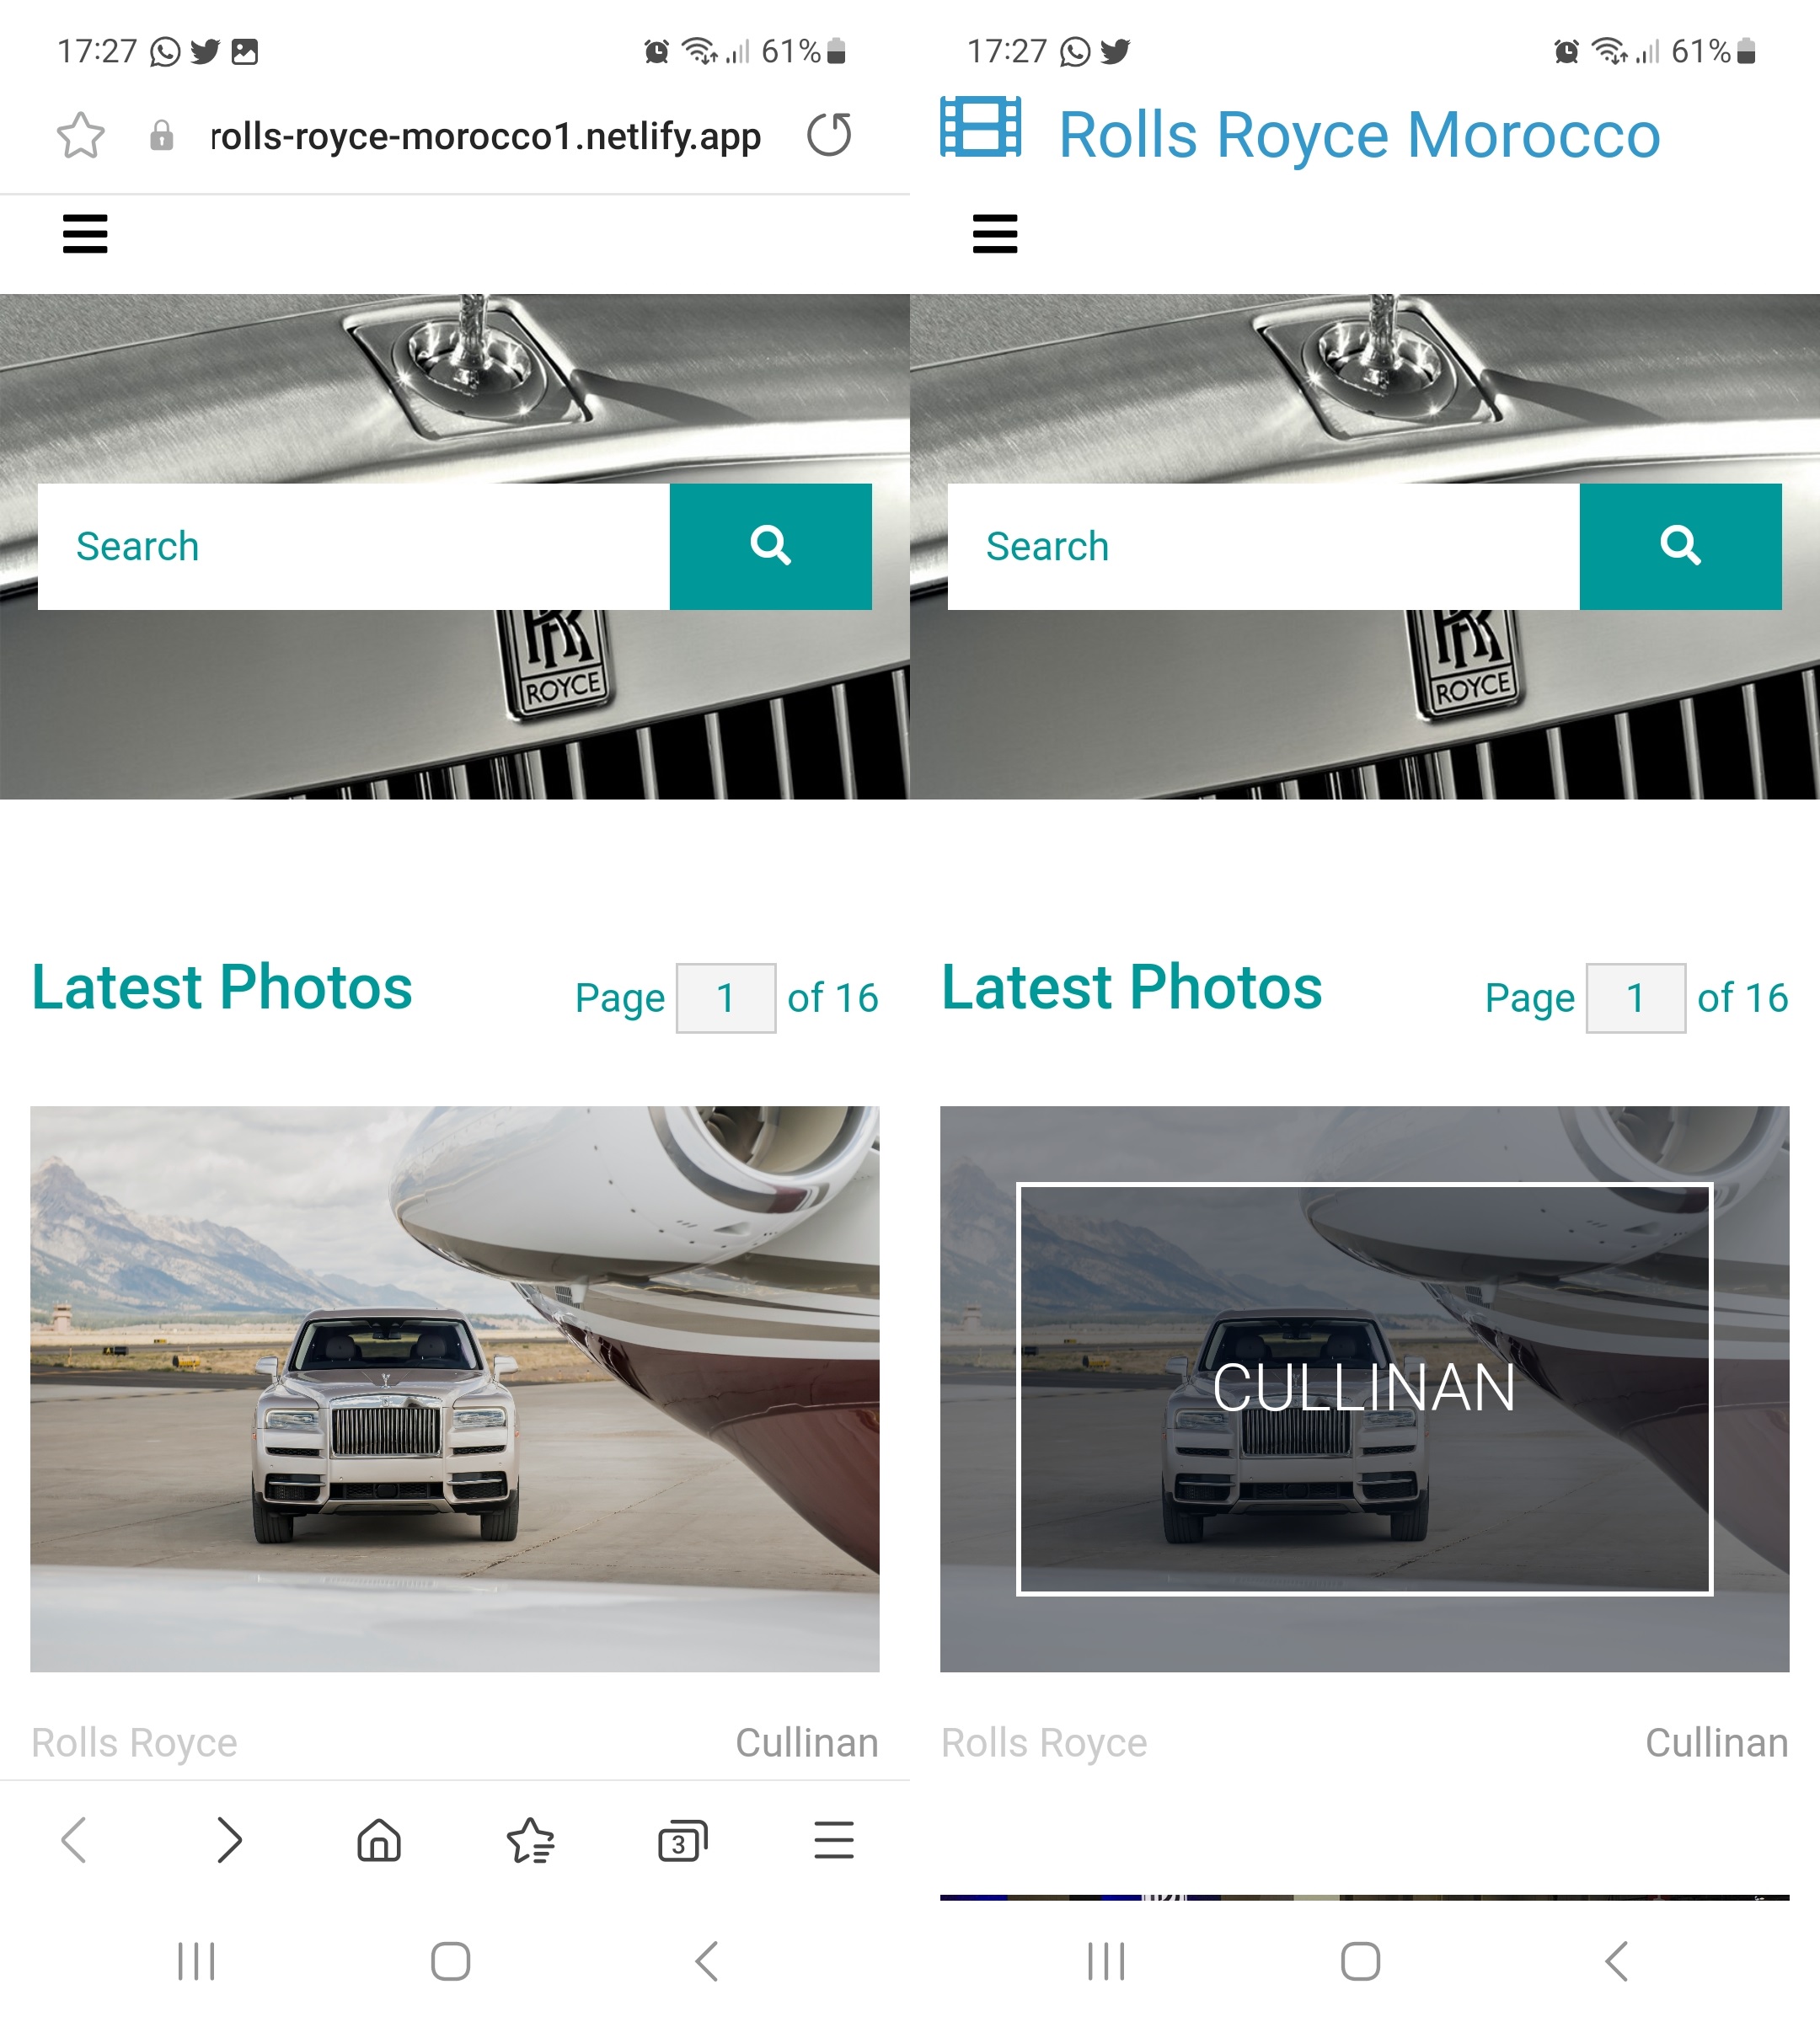 17:27 61%
rolls-royce-morocco1.netlify.app
Search
ROYCE
Latest Photos Page 1 of 16
Rolls Royce Cullinan
3
17:27 61%
Rolls Royce Morocco
Search
ROYCE
Latest Photos Page 1 of 16
CULLINAN
Rolls Royce Cullinan